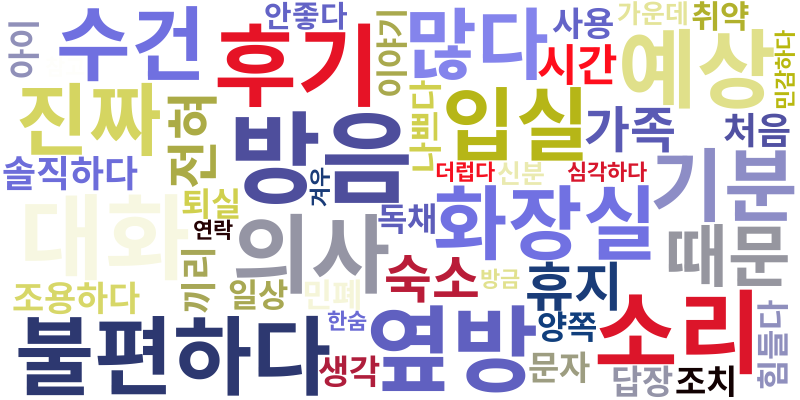 안좋다
이야기
사용
가운데
취약
아이
수건
후기
많다
시간
예상
민감하다
진짜
전혀
방음
나쁘다
입실
가족
처음
솔직하다
겨우
더럽다
신분
심각하다
기분
퇴실
연락
독채
화장실
대화
의사
때문
끼리
숙소
방금
휴지
조용하다
일상
민폐
한숨
양쪽
소리
힘들다
불편하다
생각
옆방
문자
답장
조치